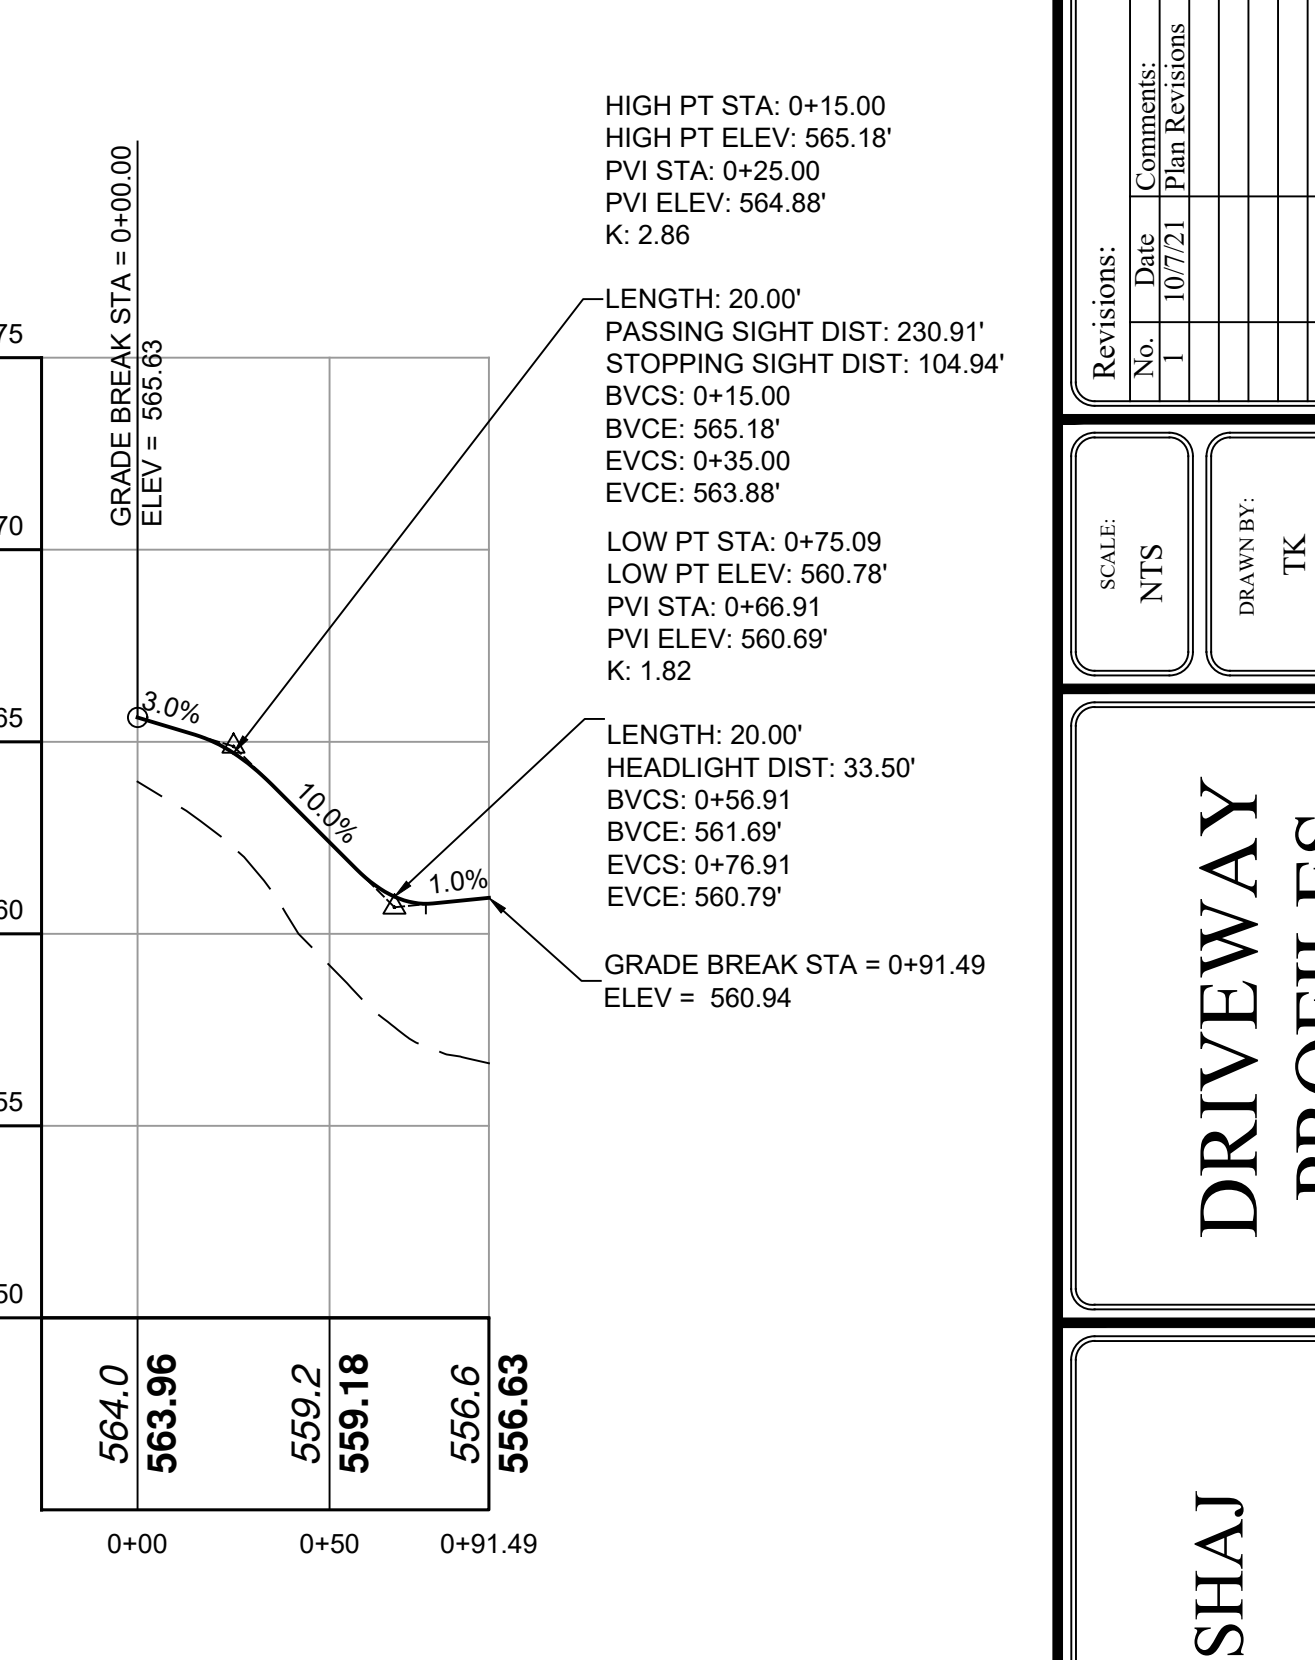 GRADE BREAK STA = 0+00.00
ELEV = 565.63
HIGH PT STA: 0+15.00
HIGH PT ELEV: 565.18'
PVI STA: 0+25.00
PVI ELEV: 564.88'
K: 2.86
LENGTH: 20.00'
PASSING SIGHT DIST: 230.91'
STOPPING SIGHT DIST: 104.94'
BVCS: 0+15.00
BVCE: 565.18'
EVCS: 0+35.00
EVCE: 563.88'
LOW PT STA: 0+75.09
LOW PT ELEV: 560.78'
PVI STA: 0+66.91
PVI ELEV: 560.69'
K: 1.82
LENGTH: 20.00'
HEADLIGHT DIST: 33.50'
BVCS: 0+56.91
BVCE: 561.69'
EVCS: 0+76.91
EVCE: 560.79'
GRADE BREAK STA = 0+91.49
ELEV = 560.94
75
70
65
60
55
50
3.0%
10.0%
1.0%
564.0
563.96
559.2
559.18
556.6
556.63
0+00
0+50
0+91.49
Revisions:
No. Date Comments:
1 10/7/21 Plan Revisions
SCALE:
NTS
DRAWN BY:
TK
DRIVEWAY
PROFILES
SHAJ